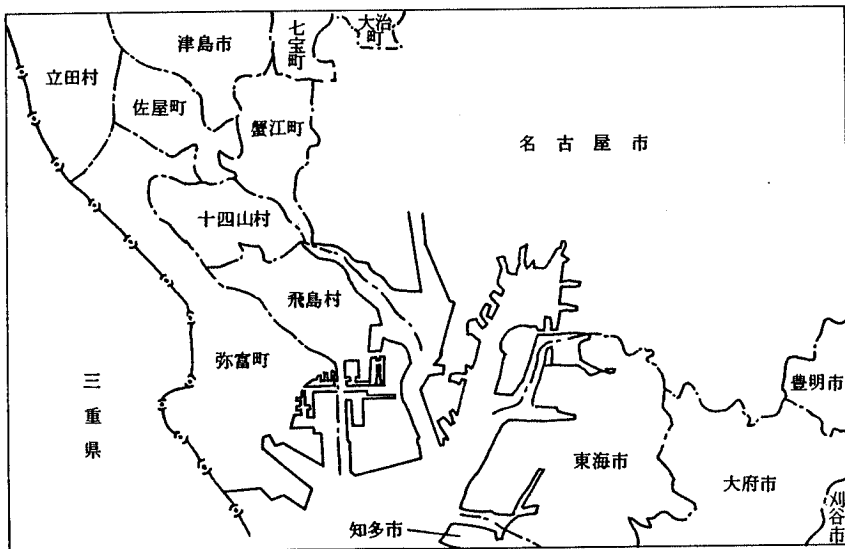 大治町
七宝町
津島市
立田村
佐屋町
蟹江町
名古屋市
十四山村
飛島村
弥富町
三重県
豊明市
東海市
大府市
刈谷市
知多市